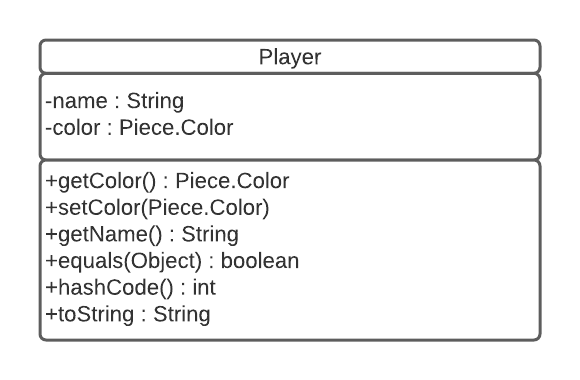 Player
-name : String
-color : Piece.Color
+getColor() : Piece.Color
+setColor(Piece.Color)
+getName() : String
+equals(Object) : boolean
+hashCode() : int
+toString : String